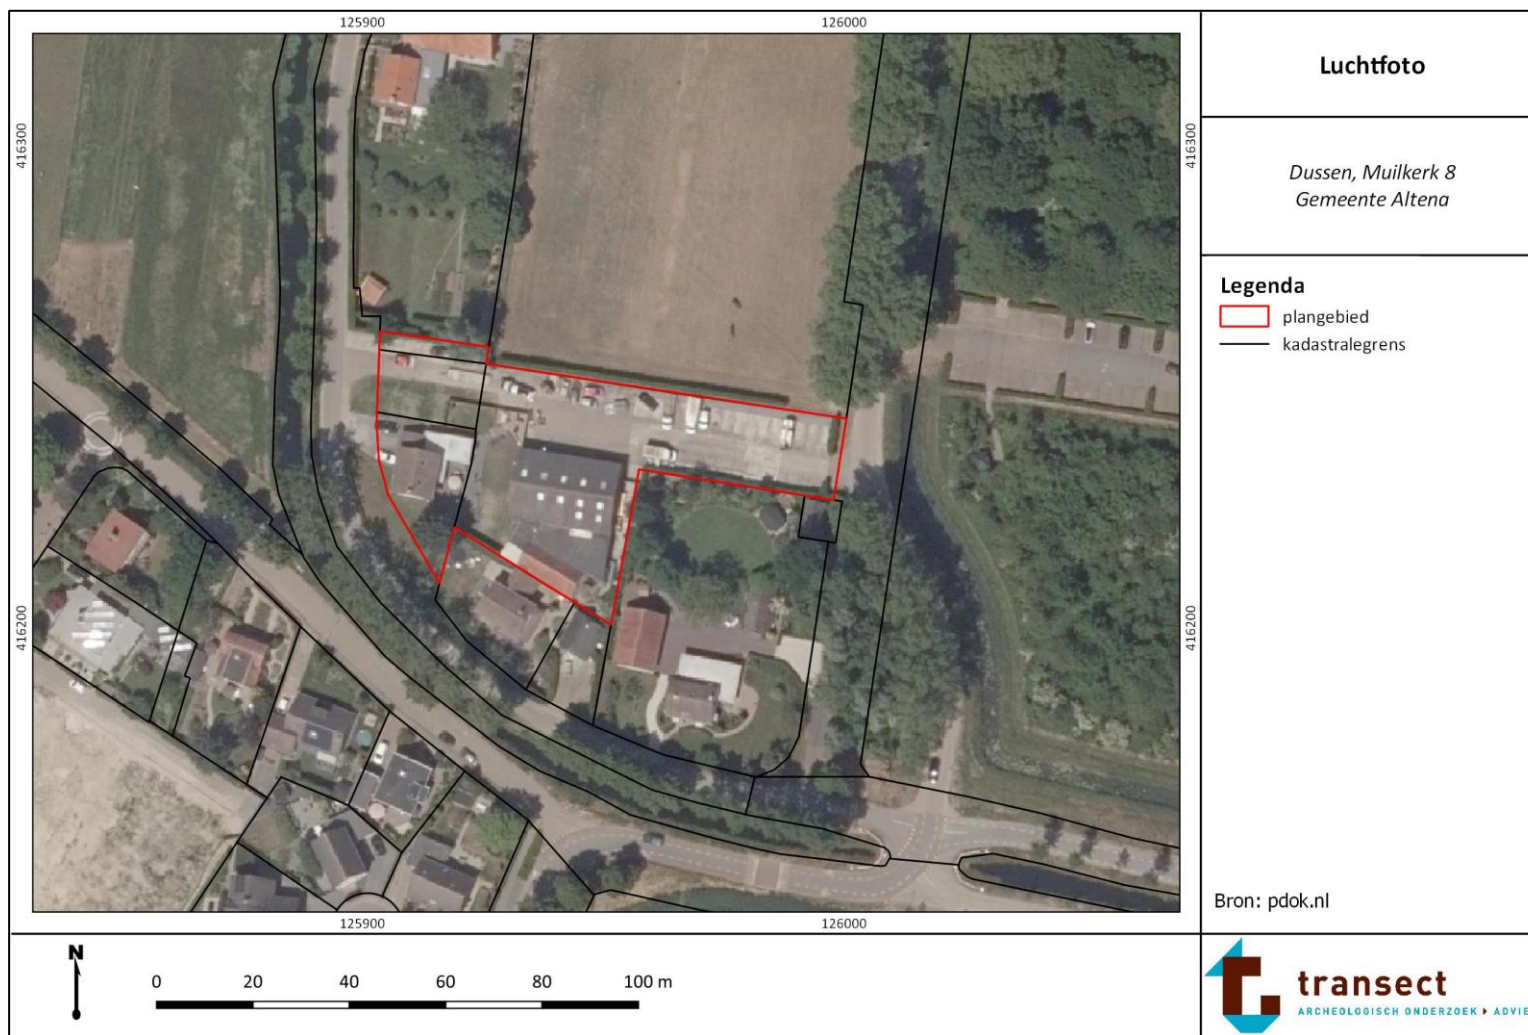 125900
126000
416300
416300
416200
416200
125900
126000
Luchtfoto
Dussen, Muilkerk 8
Gemeente Altena
Legenda
plangebied
kadastralegrens
Bron: pdok.nl
N
0 20 40 60 80 100 m
transect
ARCHEOLOGISCH ONDERZOEK ADVIE